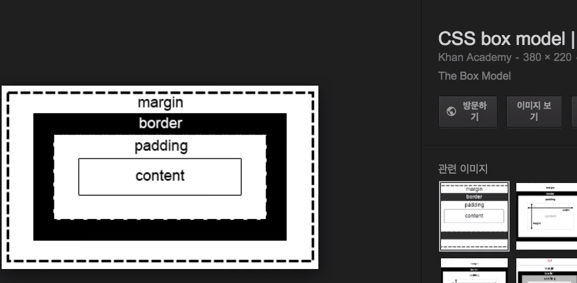 margin
border
padding
content
CSS box model |
Khan Academy - 380 × 220 -
The Box Model
방문하
기
이미지 보
기
관련 이미지
margin
border
padding
content